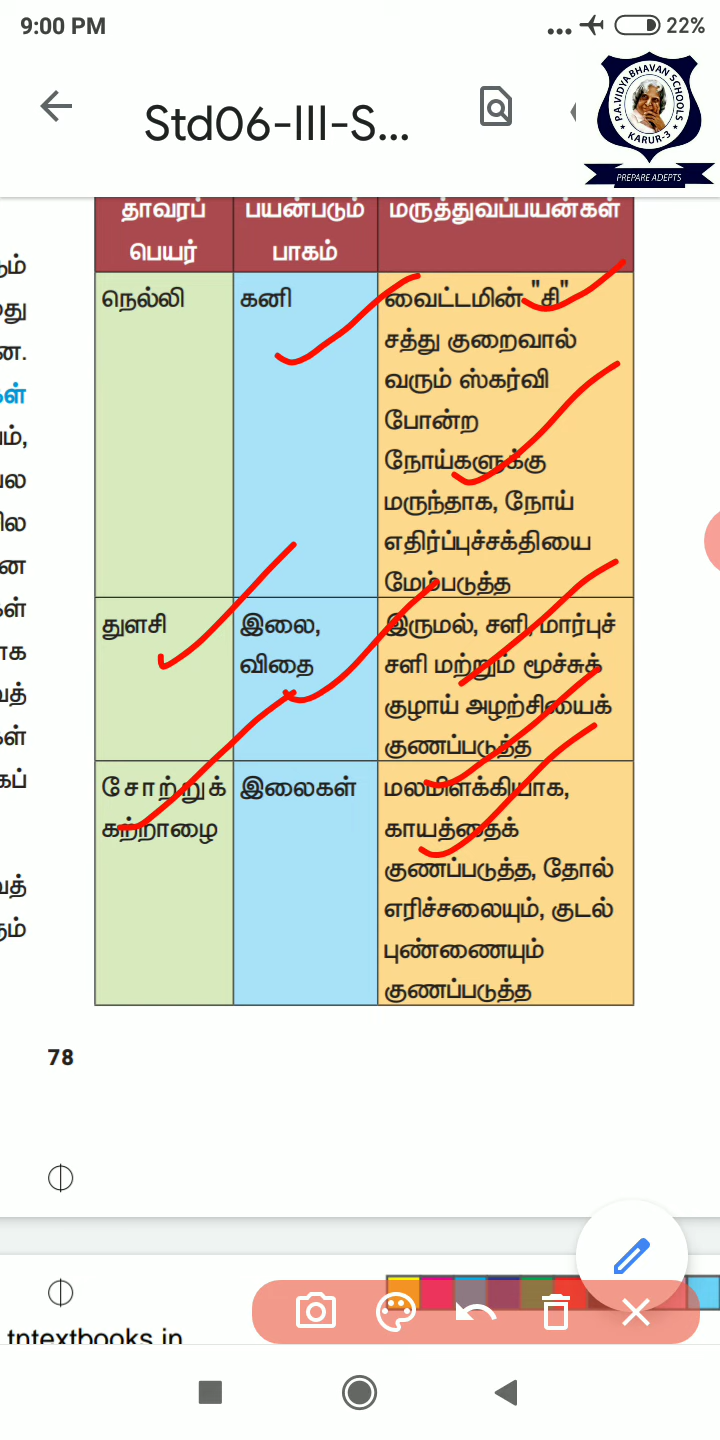 9:00 PM
22%
Std06-III-S...
P.A.VIDYABHAVAN SCHOOLS
KARUR-3
PREPARE ADEPTS
தாவரப் பெயர்
பயன்படும் பாகம்
மருத்துவப்பயன்கள்
நெல்லி
கனி
வைட்டமின் "சி"
சத்து குறைவால்
வரும் ஸ்கர்வி
போன்ற
நோய்களுக்கு
மருந்தாக, நோய்
எதிர்ப்புச்சக்தியை
மேம்படுத்த
துளசி
இலை,
விதை
இருமல், சளி, மார்புச்
சளி மற்றும் மூச்சுக்
குழாய் அழற்சியைக்
குணப்படுத்த
சோற்றுக்
கற்றாழை
இலைகள்
மலமிளக்கியாக,
காயத்தைக்
குணப்படுத்த, தோல்
எரிச்சலையும், குடல்
புண்ணையும்
குணப்படுத்த
78
tntextbooks.in